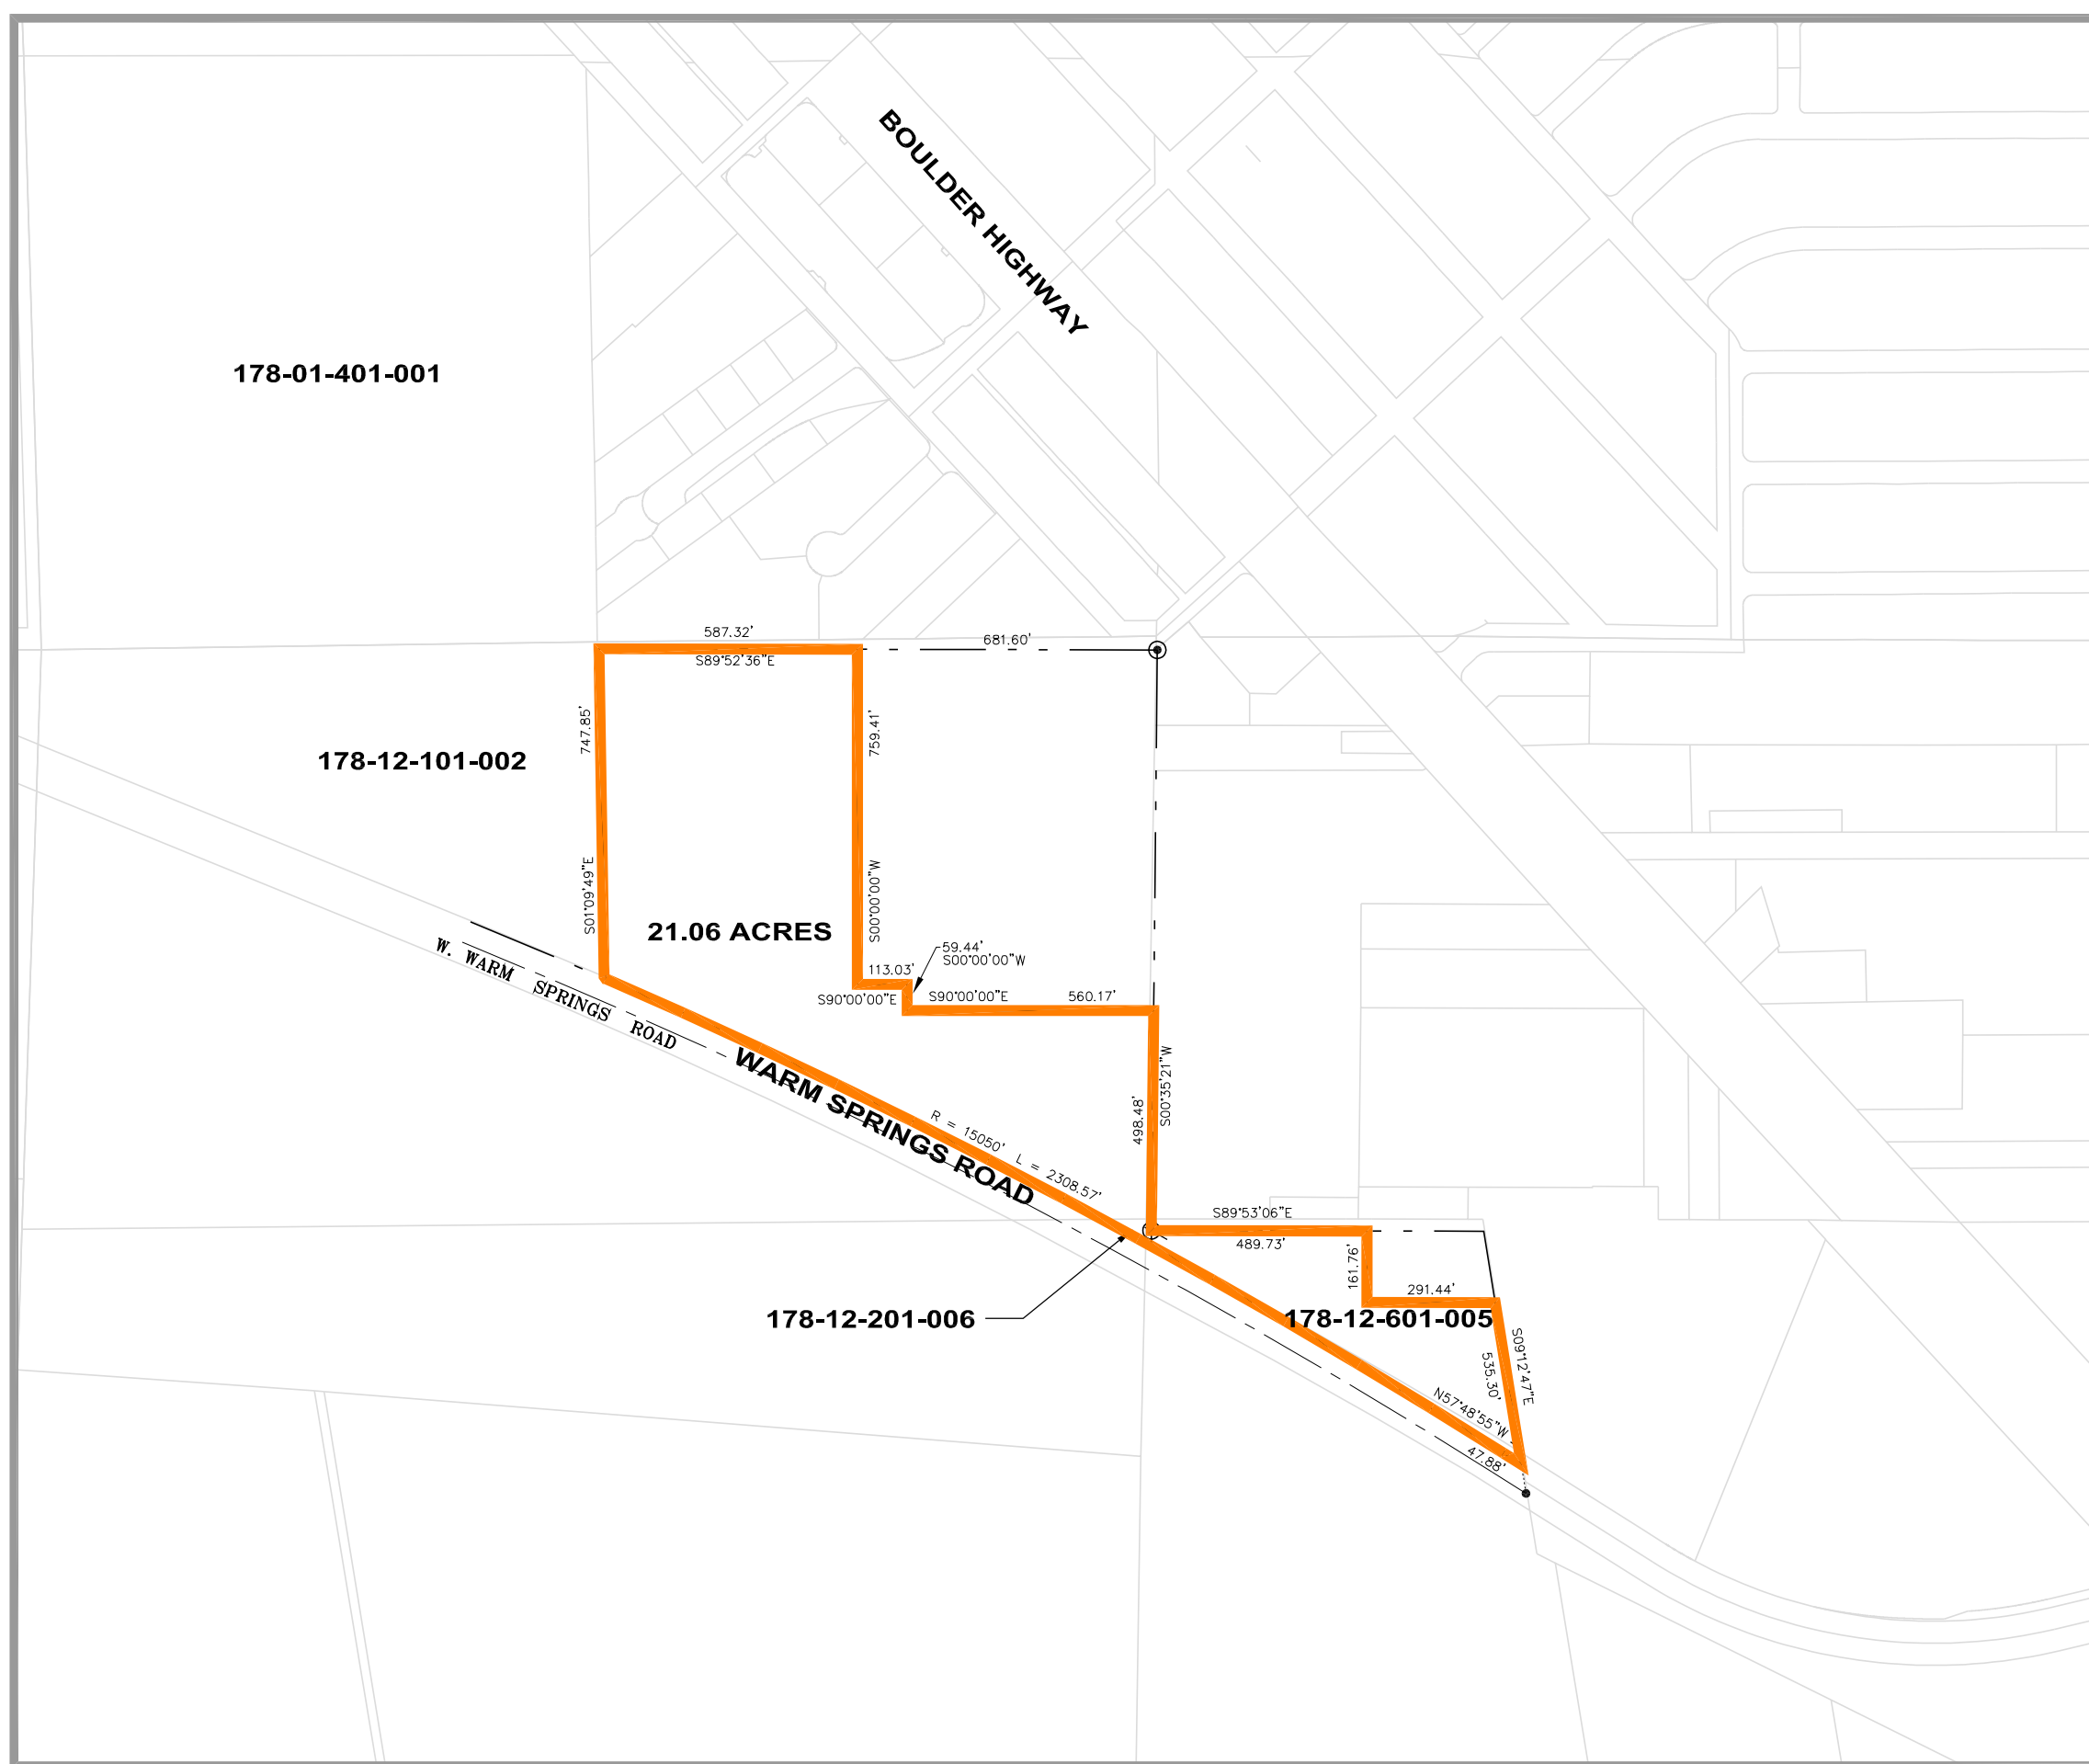 BOULDER HIGHWAY
178-01-401-001
587.32'
681.60'
S89°52'36"E
747.85'
759.41'
178-12-101-002
S01°09'49"E
S00°00'00"W
21.06 ACRES
59.44'
S00°00'00"W
113.03'
S90°00'00"E
S90°00'00"E
560.17'
W. WARM SPRINGS ROAD
WARM SPRINGS ROAD
R = 15050' L = 2308.57'
498.48'
S00°35'21"W
S89°53'06"E
489.73'
161.76'
291.44'
178-12-201-006
178-12-601-005
S09°12'47"E
535.30'
N57°48'55"W
47.88'